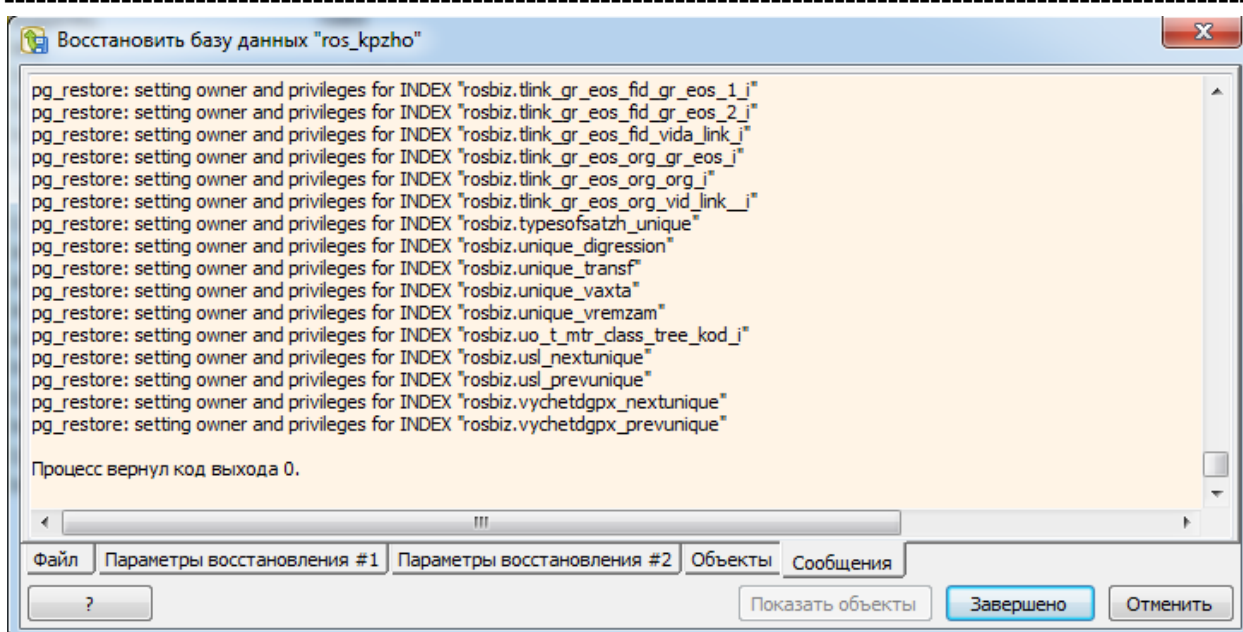 Восстановить базу данных "ros_kpzho"
pg_restore: setting owner and privileges for INDEX "rosbiz.tlink_gr_eos_fid_gr_eos_1_i"
pg_restore: setting owner and privileges for INDEX "rosbiz.tlink_gr_eos_fid_gr_eos_2_i"
pg_restore: setting owner and privileges for INDEX "rosbiz.tlink_gr_eos_fid_vida_link_i"
pg_restore: setting owner and privileges for INDEX "rosbiz.tlink_gr_eos_org_gr_eos_i"
pg_restore: setting owner and privileges for INDEX "rosbiz.tlink_gr_eos_org_org_i"
pg_restore: setting owner and privileges for INDEX "rosbiz.tlink_gr_eos_org_vid_link__i"
pg_restore: setting owner and privileges for INDEX "rosbiz.typesofsatzh_unique"
pg_restore: setting owner and privileges for INDEX "rosbiz.unique_digression"
pg_restore: setting owner and privileges for INDEX "rosbiz.unique_transf"
pg_restore: setting owner and privileges for INDEX "rosbiz.unique_vaxta"
pg_restore: setting owner and privileges for INDEX "rosbiz.unique_vremzam"
pg_restore: setting owner and privileges for INDEX "rosbiz.uo_t_mtr_class_tree_kod_i"
pg_restore: setting owner and privileges for INDEX "rosbiz.usl_nextunique"
pg_restore: setting owner and privileges for INDEX "rosbiz.usl_prevunique"
pg_restore: setting owner and privileges for INDEX "rosbiz.vychetdgpx_nextunique"
pg_restore: setting owner and privileges for INDEX "rosbiz.vychetdgpx_prevunique"
Процесс вернул код выхода 0.
Файл Параметры восстановления #1 Параметры восстановления #2 Объекты Сообщения
? Показать объекты Завершено Отменить